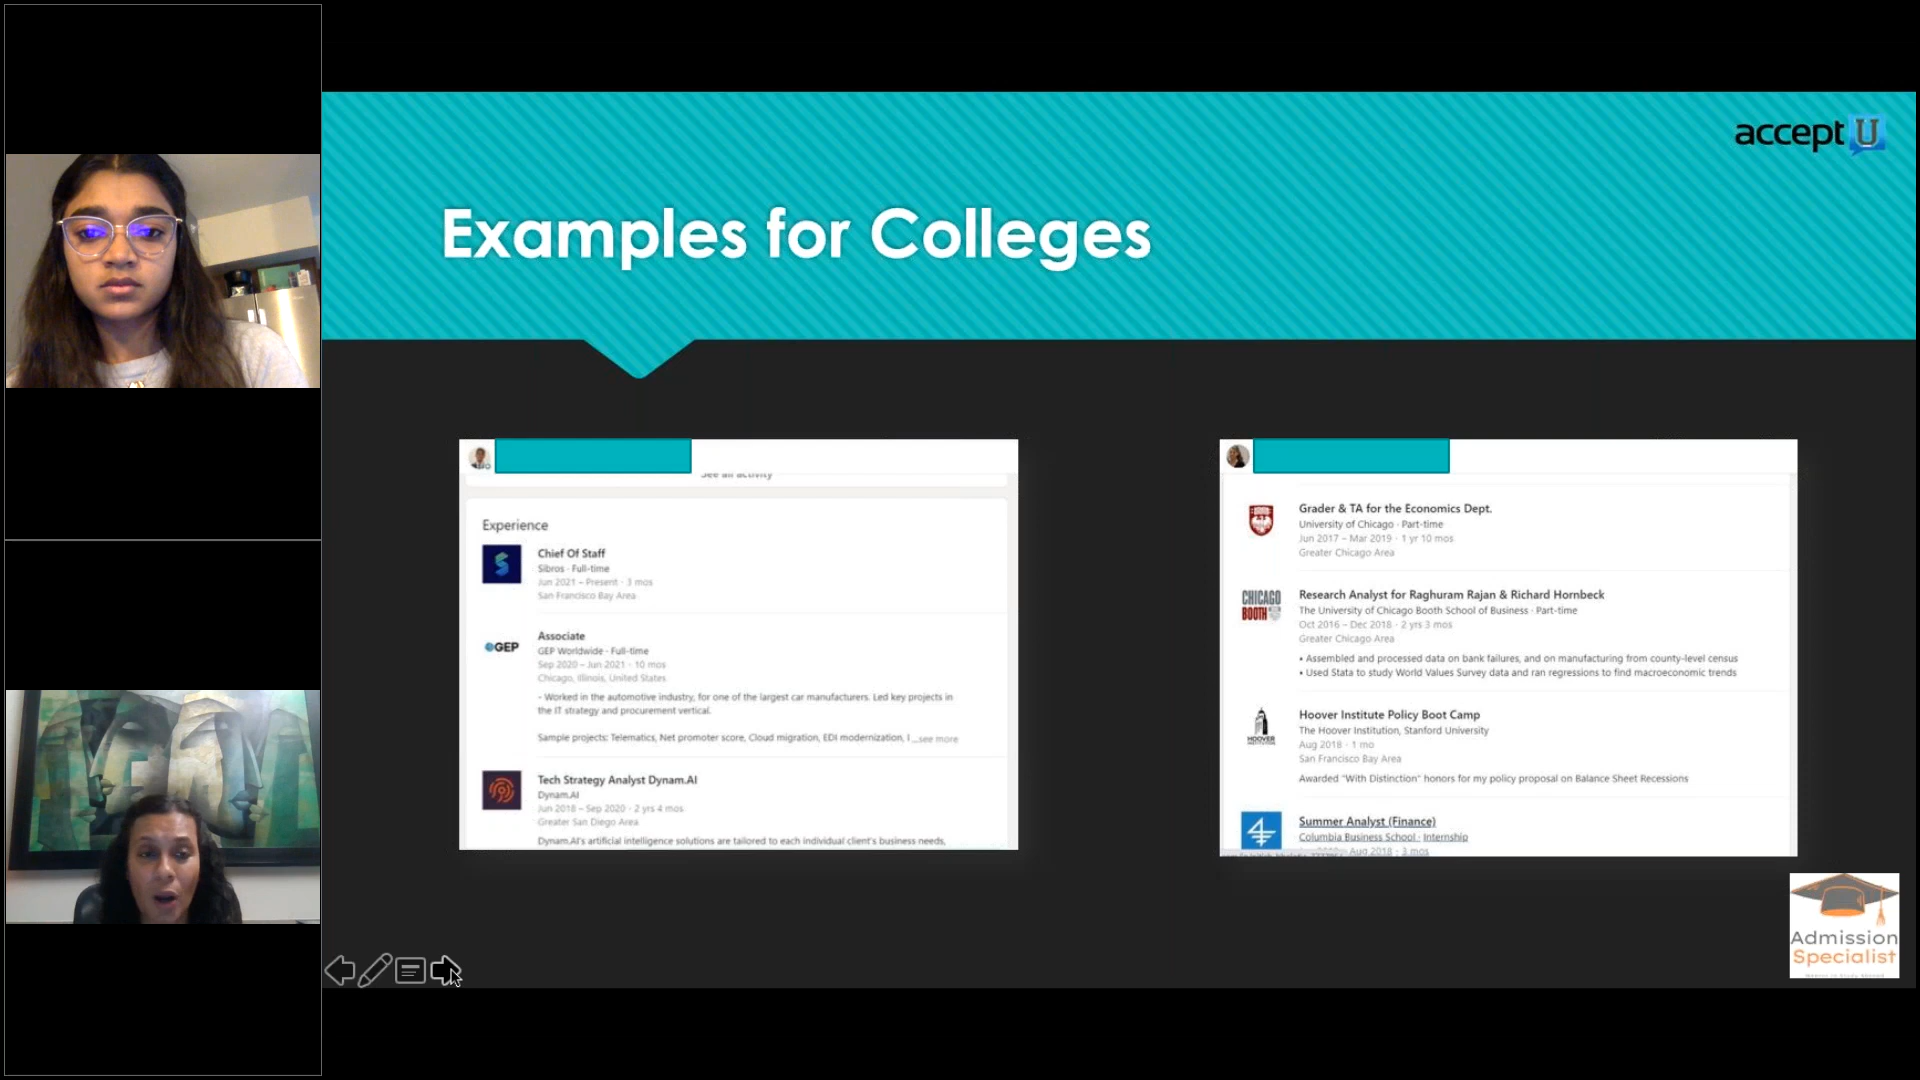 accept U
Examples for Colleges
See all activity
Experience
Chief Of Staff
Sibros · Full-time
Jun 2021 – Present · 3 mos
San Francisco Bay Area
GEP
Associate
GEP Worldwide · Full-time
Sep 2020 – Jun 2021 · 10 mos
Chicago, Illinois, United States
- Worked in the automotive industry, for one of the largest car manufacturers. Led key projects in
the IT strategy and procurement vertical.
Sample projects: Telematics, Net promoter score, Cloud migration, EDI modernization, I ...see more
Tech Strategy Analyst Dynam.AI
Dynam.AI
Jun 2018 – Sep 2020 · 2 yrs 4 mos
Greater San Diego Area
Dynam.AI's artificial intelligence solutions are tailored to each individual client's business needs,
Grader & TA for the Economics Dept.
University of Chicago · Part-time
Jun 2017 – Mar 2019 · 1 yr 10 mos
Greater Chicago Area
CHICAGO
BOOTH
Research Analyst for Raghuram Rajan & Richard Hornbeck
The University of Chicago Booth School of Business · Part-time
Oct 2016 – Dec 2018 · 2 yrs 3 mos
Greater Chicago Area
• Assembled and processed data on bank failures, and on manufacturing from county-level census
• Used Stata to study World Values Survey data and ran regressions to find macroeconomic trends
HOOVER
INSTITUTION
Hoover Institute Policy Boot Camp
The Hoover Institution, Stanford University
Aug 2018 · 1 mo
San Francisco Bay Area
Awarded "With Distinction" honors for my policy proposal on Balance Sheet Recessions
Summer Analyst (Finance)
Columbia Business School · Internship
Aug 2018 · 3 mos
Admission
Specialist